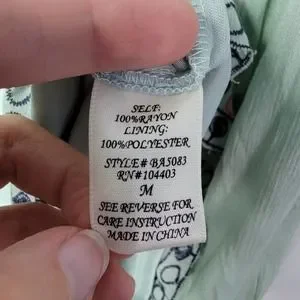 SELF:
100%RAYON
LINING:
100%POLYESTER
STYLE# BA5083
RN#104403
M
SEE REVERSE FOR
CARE INSTRUCTION
MADE IN CHINA